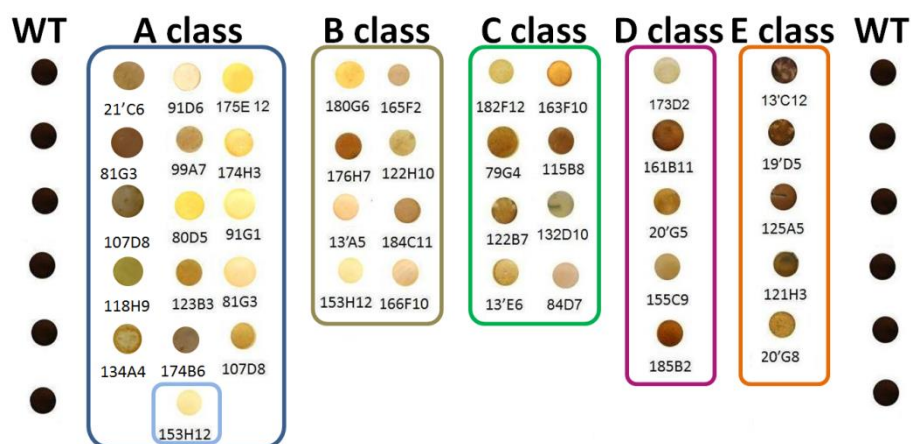 WT A class B class C class D class E class WT
21'C6 91D6 175E 12
81G3 99A7 174H3
107D8 80D5 91G1
118H9 123B3 81G3
134A4 174B6 107D8
153H12
180G6 165F2
176H7 122H10
13'A5 184C11
153H12 166F10
182F12 163F10
79G4 115B8
122B7 132D10
13'E6 84D7
173D2
161B11
20'G5
155C9
185B2
13'C12
19'D5
125A5
121H3
20'G8